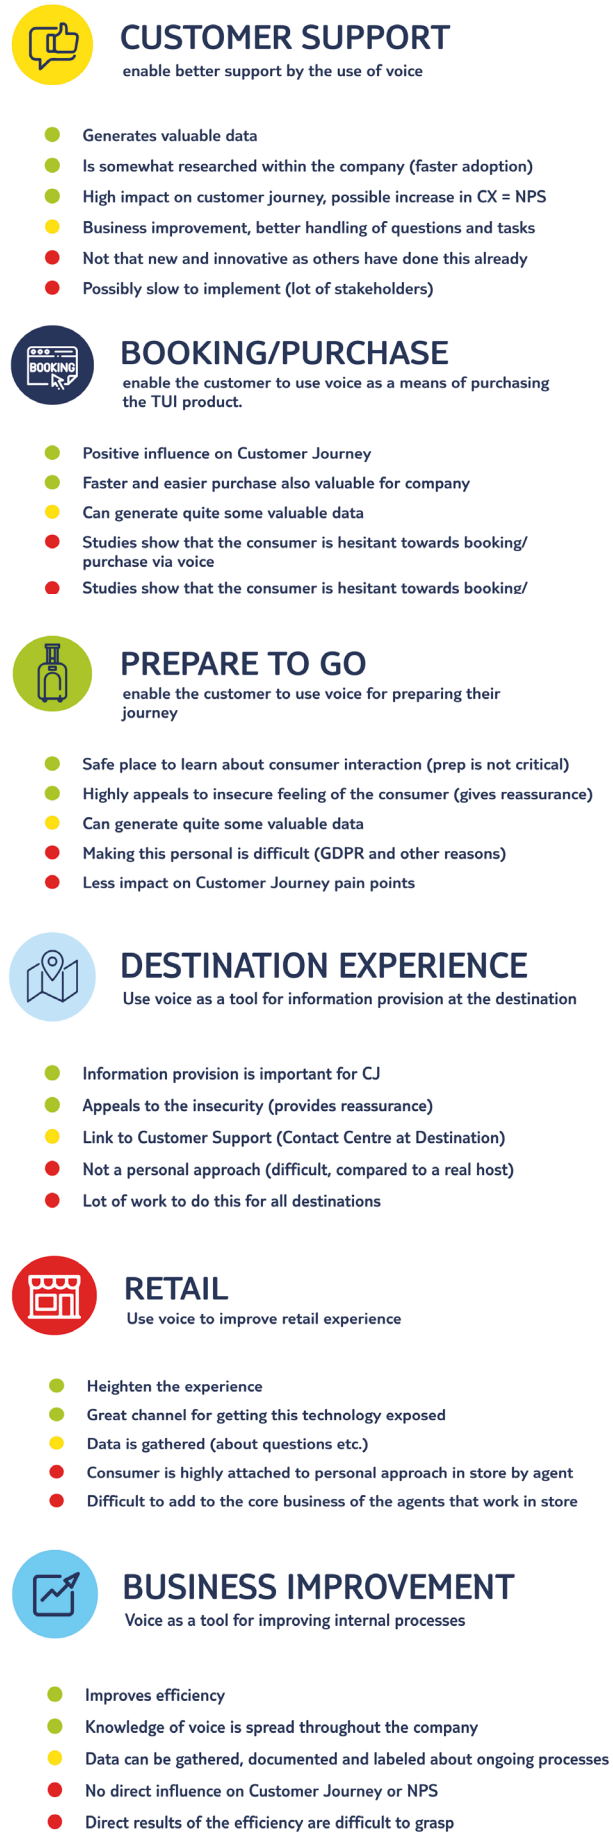 CUSTOMER SUPPORT
enable better support by the use of voice
Generates valuable data
Is somewhat researched within the company (faster adoption)
High impact on customer journey, possible increase in CX = NPS
Business improvement, better handling of questions and tasks
Not that new and innovative as others have done this already
Possibly slow to implement (lot of stakeholders)
BOOKING
BOOKING/PURCHASE
enable the customer to use voice as a means of purchasing
the TUI product.
Positive influence on Customer Journey
Faster and easier purchase also valuable for company
Can generate quite some valuable data
Studies show that the consumer is hesitant towards booking/
purchase via voice
Studies show that the consumer is hesitant towards booking/
PREPARE TO GO
enable the customer to use voice for preparing their
journey
Safe place to learn about consumer interaction (prep is not critical)
Highly appeals to insecure feeling of the consumer (gives reassurance)
Can generate quite some valuable data
Making this personal is difficult (GDPR and other reasons)
Less impact on Customer Journey pain points
DESTINATION EXPERIENCE
Use voice as a tool for information provision at the destination
Information provision is important for CJ
Appeals to the insecurity (provides reassurance)
Link to Customer Support (Contact Centre at Destination)
Not a personal approach (difficult, compared to a real host)
Lot of work to do this for all destinations
RETAIL
Use voice to improve retail experience
Heighten the experience
Great channel for getting this technology exposed
Data is gathered (about questions etc.)
Consumer is highly attached to personal approach in store by agent
Difficult to add to the core business of the agents that work in store
BUSINESS IMPROVEMENT
Voice as a tool for improving internal processes
Improves efficiency
Knowledge of voice is spread throughout the company
Data can be gathered, documented and labeled about ongoing processes
No direct influence on Customer Journey or NPS
Direct results of the efficiency are difficult to grasp